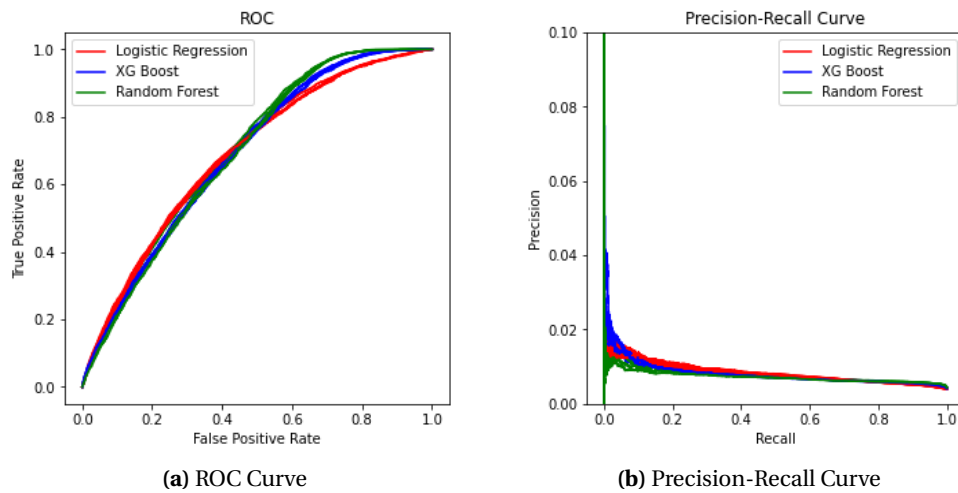 ROC
Logistic Regression
XG Boost
Random Forest
1.0
0.8
0.6
0.4
0.2
0.0
True Positive Rate
0.0 0.2 0.4 0.6 0.8 1.0
False Positive Rate
(a) ROC Curve
Precision-Recall Curve
Logistic Regression
XG Boost
Random Forest
0.10
0.08
0.06
0.04
0.02
0.00
Precision
0.0 0.2 0.4 0.6 0.8 1.0
Recall
(b) Precision-Recall Curve